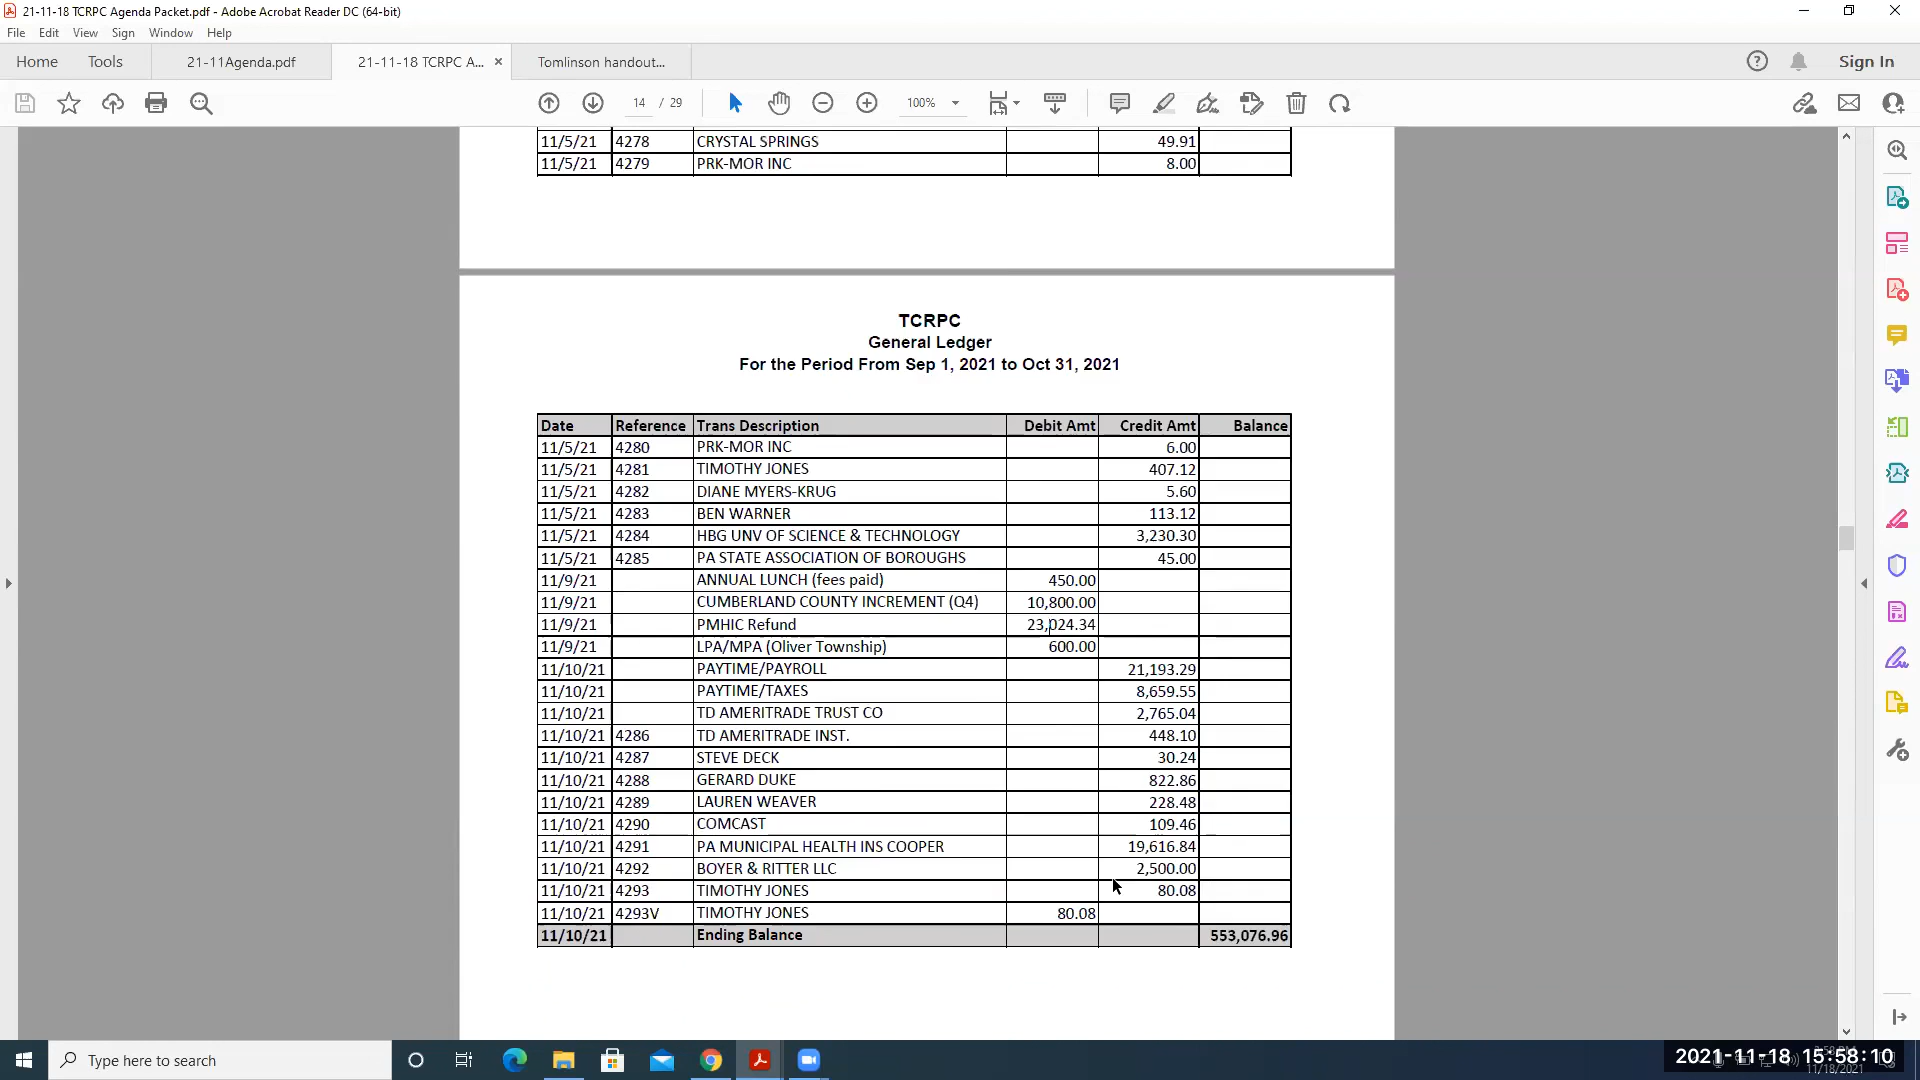 21-11-18 TCRPC Agenda Packet.pdf - Adobe Acrobat Reader DC (64-bit)
File Edit View Sign Window Help
Home Tools 21-11Agenda.pdf 21-11-18 TCRPC A... × Tomlinson handout... Sign In
14 / 29 100%
11/5/21 4278 CRYSTAL SPRINGS 49.91
11/5/21 4279 PRK-MOR INC 8.00
TCRPC
General Ledger
For the Period From Sep 1, 2021 to Oct 31, 2021
Date Reference Trans Description Debit Amt Credit Amt Balance
11/5/21 4280 PRK-MOR INC 6.00
11/5/21 4281 TIMOTHY JONES 407.12
11/5/21 4282 DIANE MYERS-KRUG 5.60
11/5/21 4283 BEN WARNER 113.12
11/5/21 4284 HBG UNV OF SCIENCE & TECHNOLOGY 3,230.30
11/5/21 4285 PA STATE ASSOCIATION OF BOROUGHS 45.00
11/9/21 ANNUAL LUNCH (fees paid) 450.00
11/9/21 CUMBERLAND COUNTY INCREMENT (Q4) 10,800.00
11/9/21 PMHIC Refund 23,024.34
11/9/21 LPA/MPA (Oliver Township) 600.00
11/10/21 PAYTIME/PAYROLL 21,193.29
11/10/21 PAYTIME/TAXES 8,659.55
11/10/21 TD AMERITRADE TRUST CO 2,765.04
11/10/21 4286 TD AMERITRADE INST. 448.10
11/10/21 4287 STEVE DECK 30.24
11/10/21 4288 GERARD DUKE 822.86
11/10/21 4289 LAUREN WEAVER 228.48
11/10/21 4290 COMCAST 109.46
11/10/21 4291 PA MUNICIPAL HEALTH INS COOPER 19,616.84
11/10/21 4292 BOYER & RITTER LLC 2,500.00
11/10/21 4293 TIMOTHY JONES 80.08
11/10/21 4293V TIMOTHY JONES 80.08
11/10/21 Ending Balance 553,076.96
Type here to search
2021-11-18 15:58:10
11/18/2021